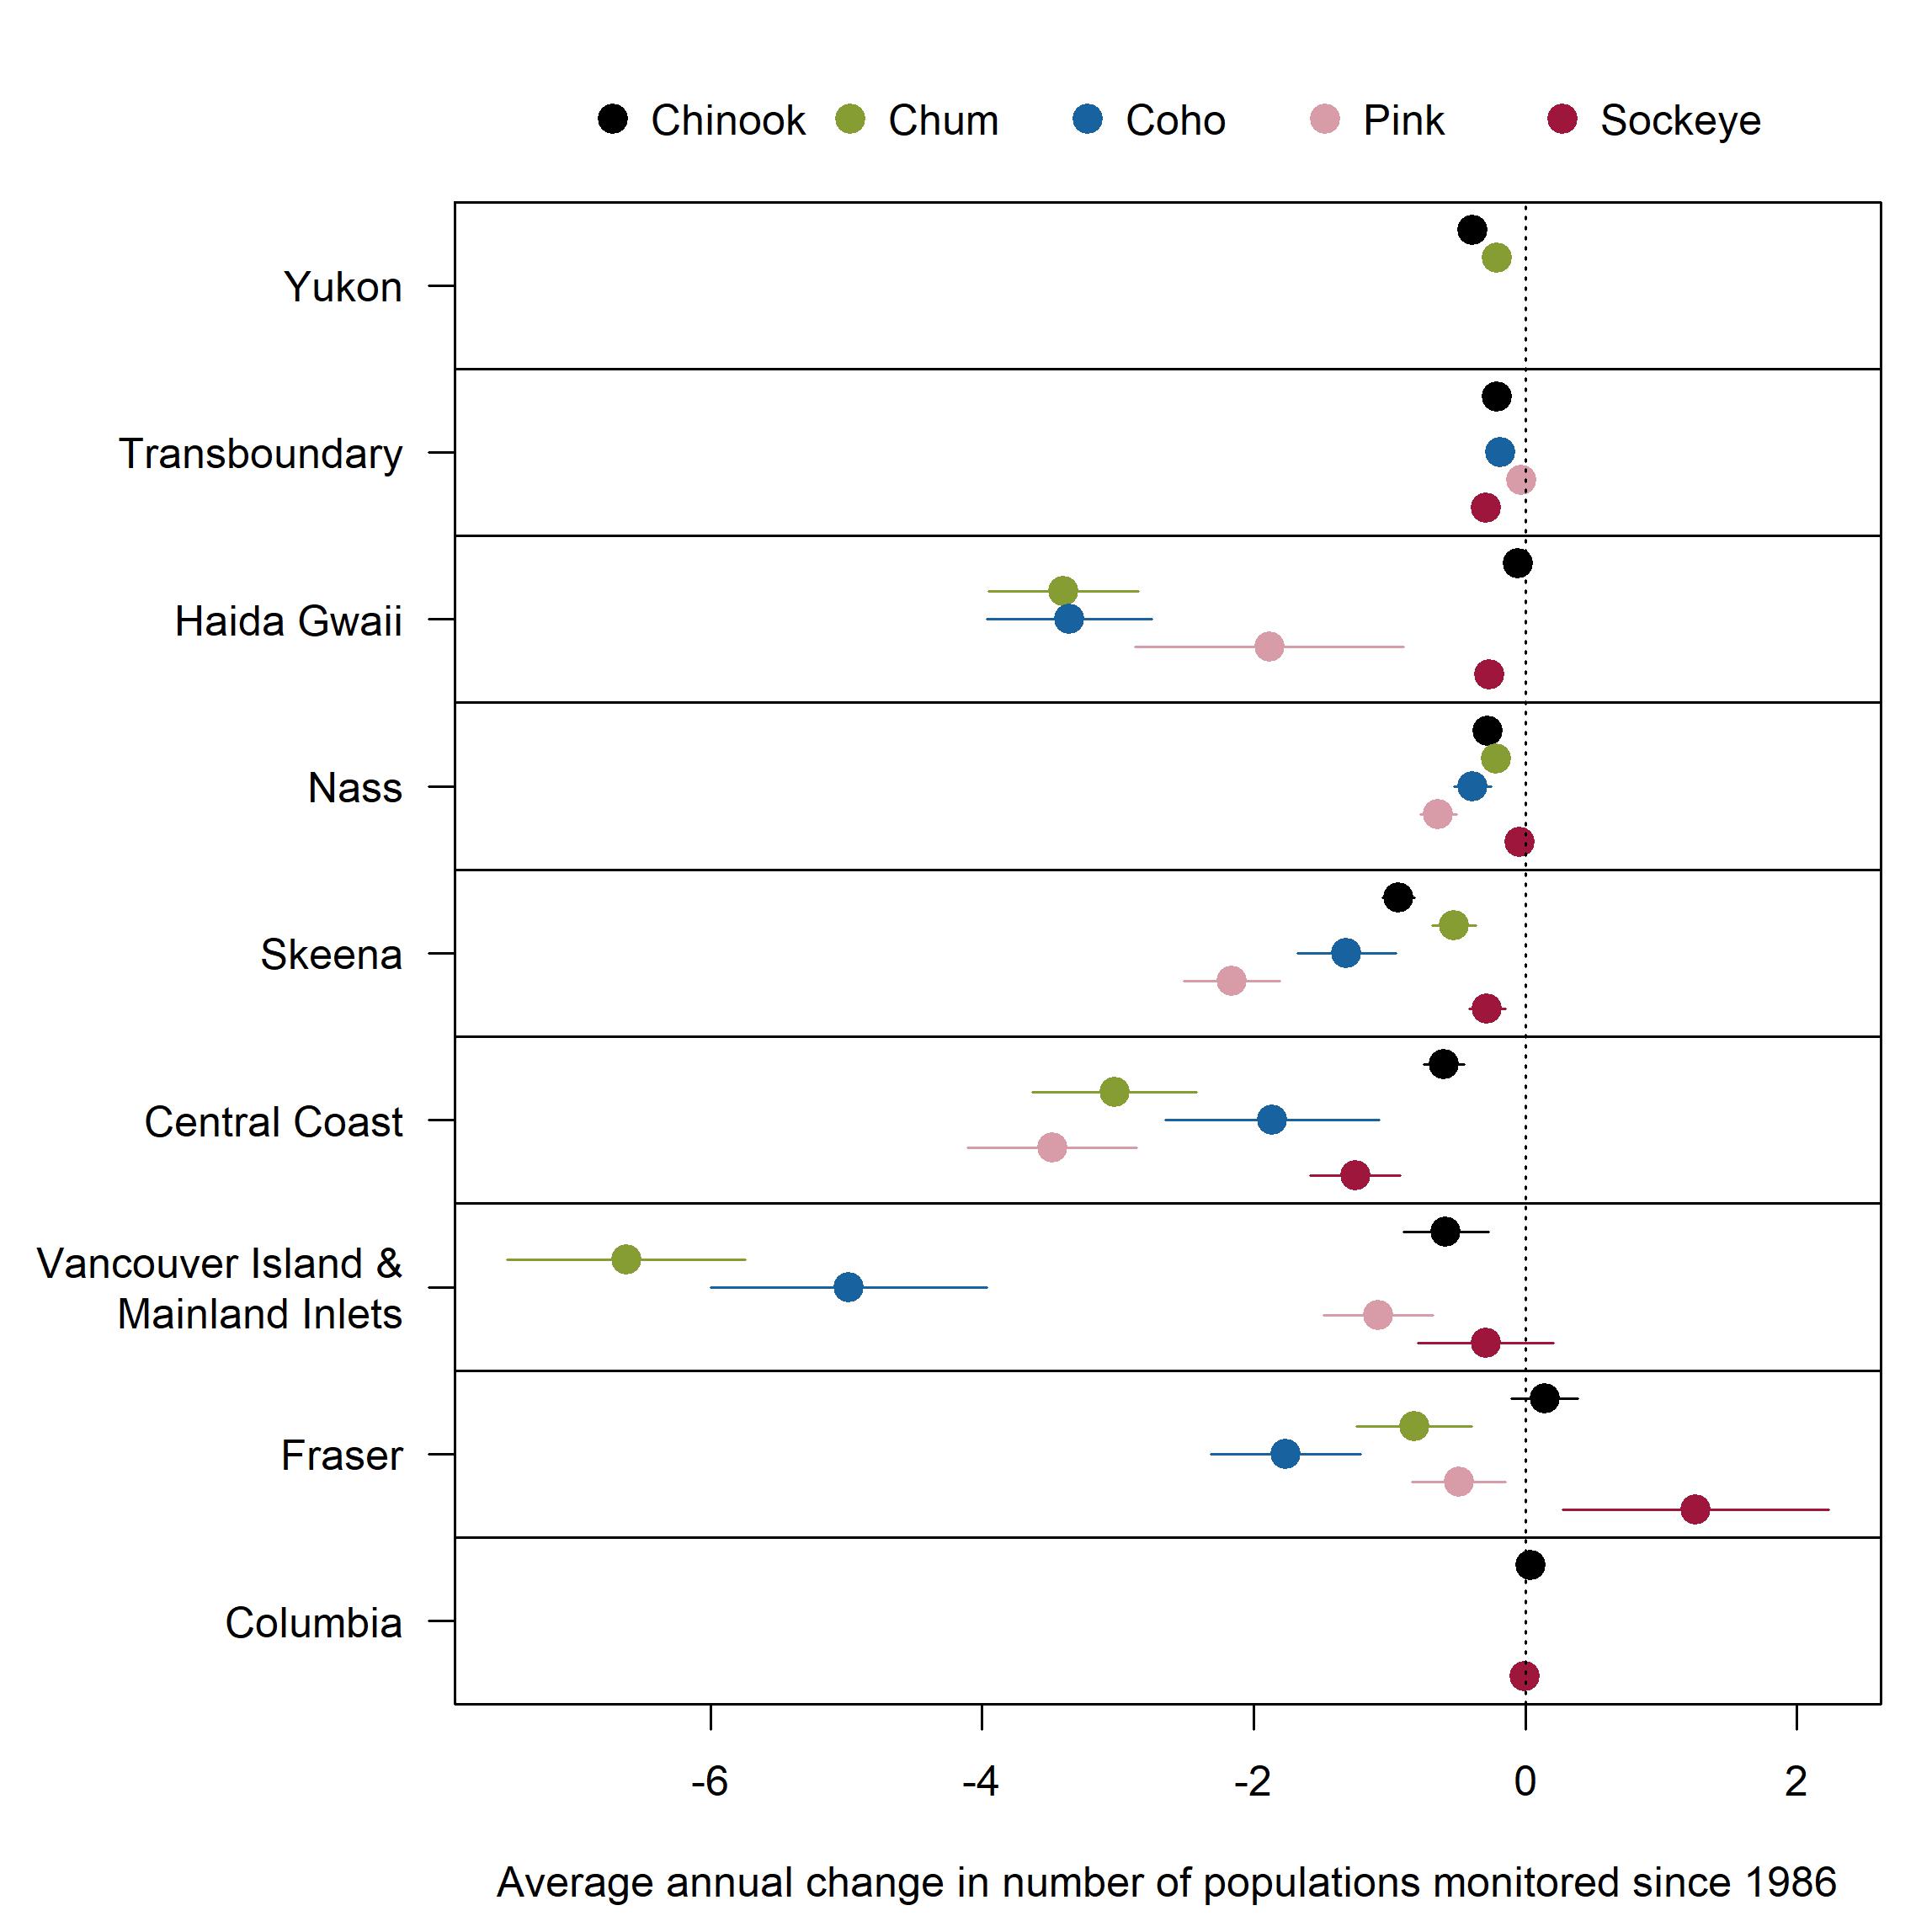 Chinook Chum Coho Pink Sockeye
Yukon
Transboundary
Haida Gwaii
Nass
Skeena
Central Coast
Vancouver Island &
Mainland Inlets
Fraser
Columbia
-6 -4 -2 0 2
Average annual change in number of populations monitored since 1986